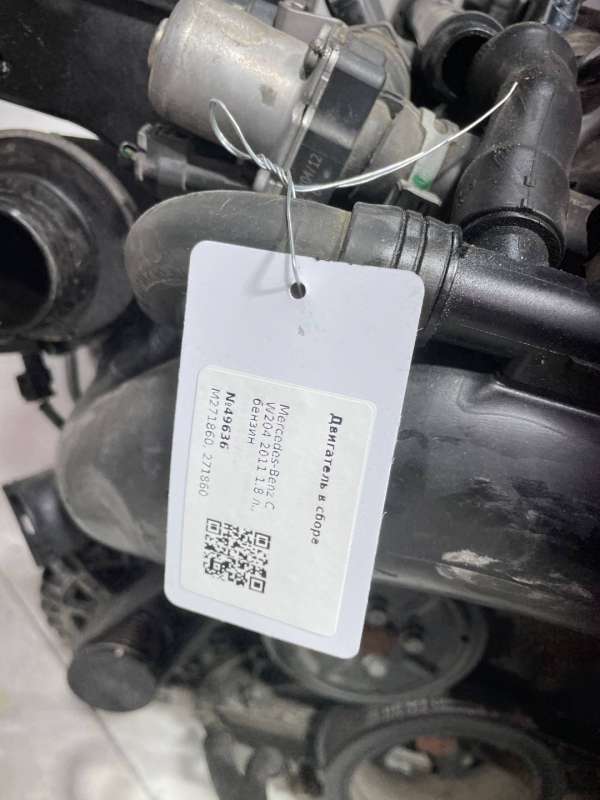 Двигатель в сборе
Mercedes-Benz C
W204 2011 1.8 л.,
бензин
№49636
M271860, 271860